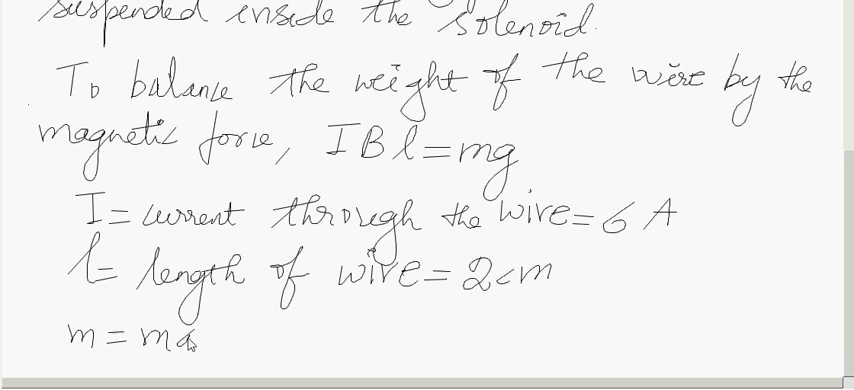 suspended inside the solenoid.
To balance the weight of the wire by the
magnetic force, IBl=mg
I= current through the wire= 6 A
l= length of wire= 2cm
m = ma